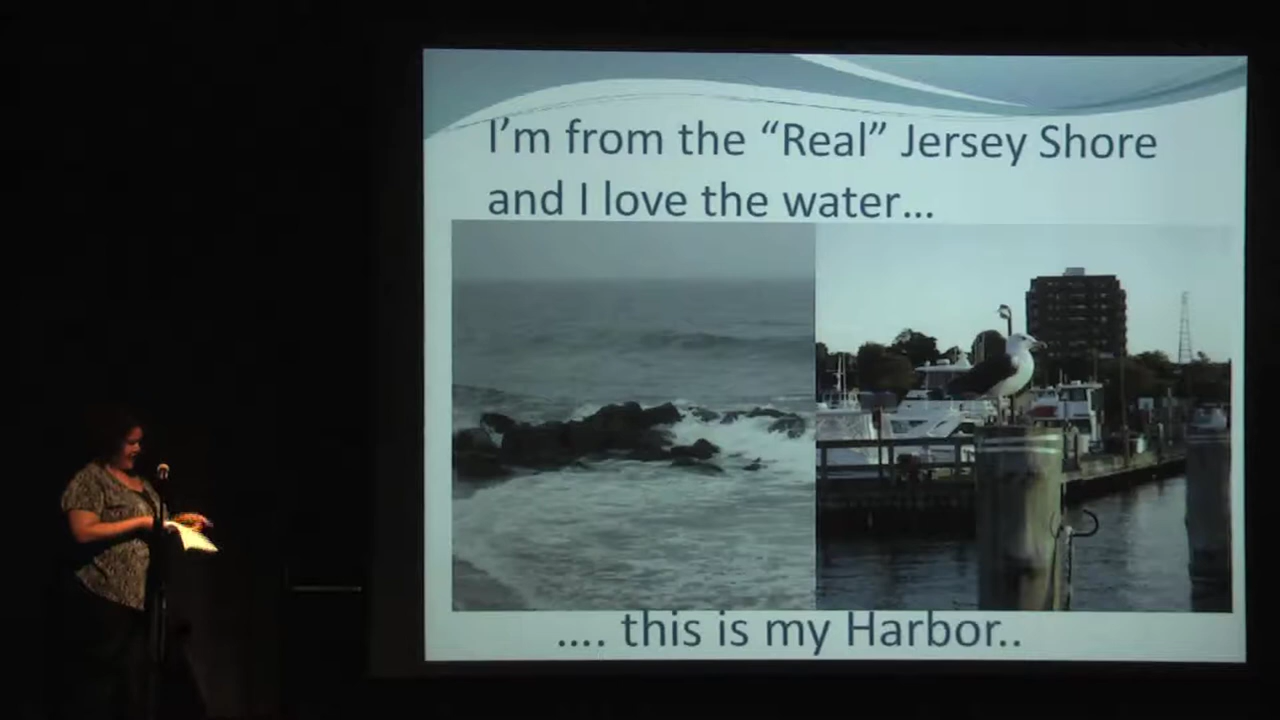 I'm from the “Real” Jersey Shore
and I love the water...
.... this is my Harbor..